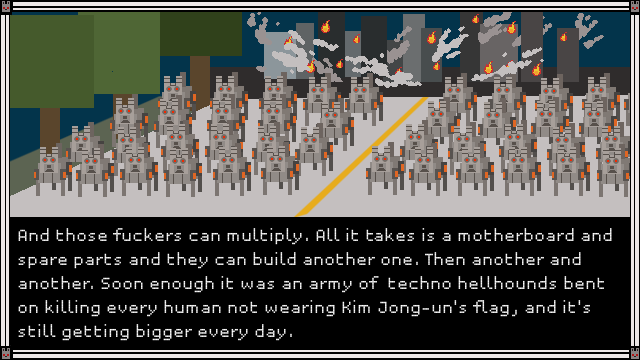 And those fuckers can multiply. All it takes is a motherboard and
spare parts and they can build another one. Then another and
another. Soon enough it was an army of techno hellhounds bent
on killing every human not wearing Kim Jong-un's flag, and it's
still getting bigger every day.